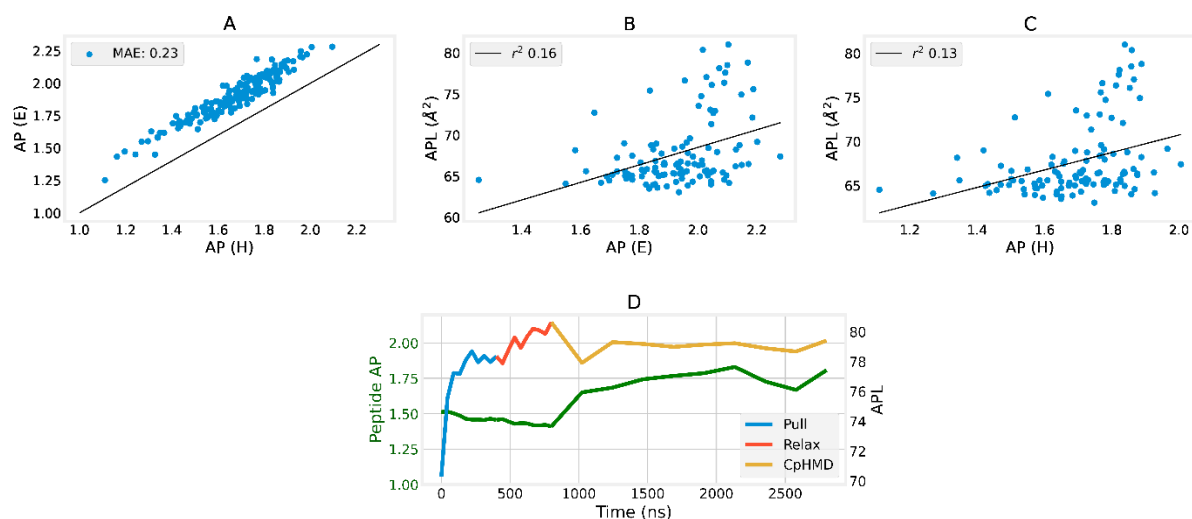 A
MAE: 0.23
AP (E)
2.25
2.00
1.75
1.50
1.25
1.00
1.0 1.2 1.4 1.6 1.8 2.0 2.2
AP (H)
B
r² 0.16
APL (Å²)
80
75
70
65
60
1.4 1.6 1.8 2.0 2.2
AP (E)
C
r² 0.13
APL (Å²)
80
75
70
65
1.2 1.4 1.6 1.8 2.0
AP (H)
D
Peptide AP
2.00
1.75
1.50
1.25
1.00
Pull
Relax
CpHMD
80
78
76
74
72
70
APL
0 500 1000 1500 2000 2500
Time (ns)